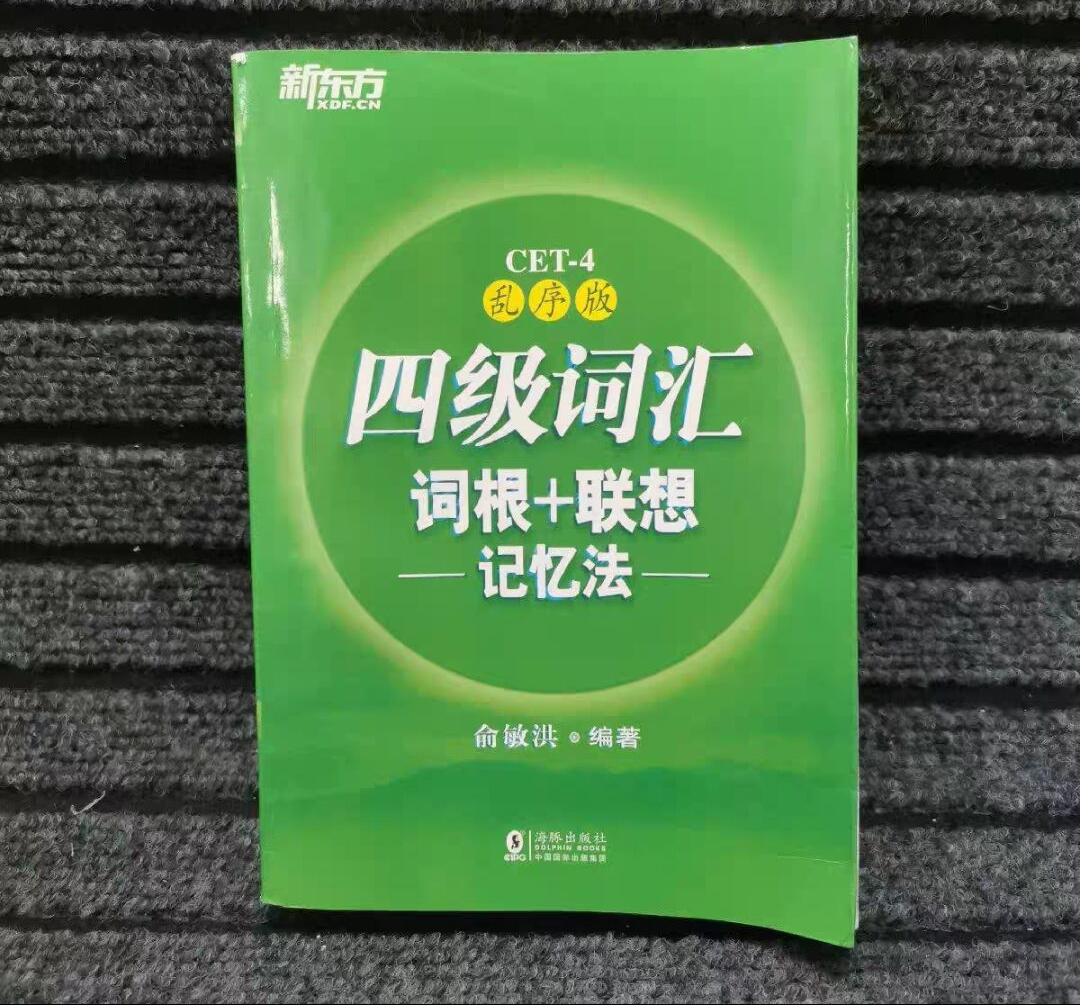 新东方
XDF.CN
CET-4
乱序版
四级词汇
词根+联想
记忆法
俞敏洪 编著
海豚出版社
DOLPHIN BOOKS
CIPG
中国国际出版集团